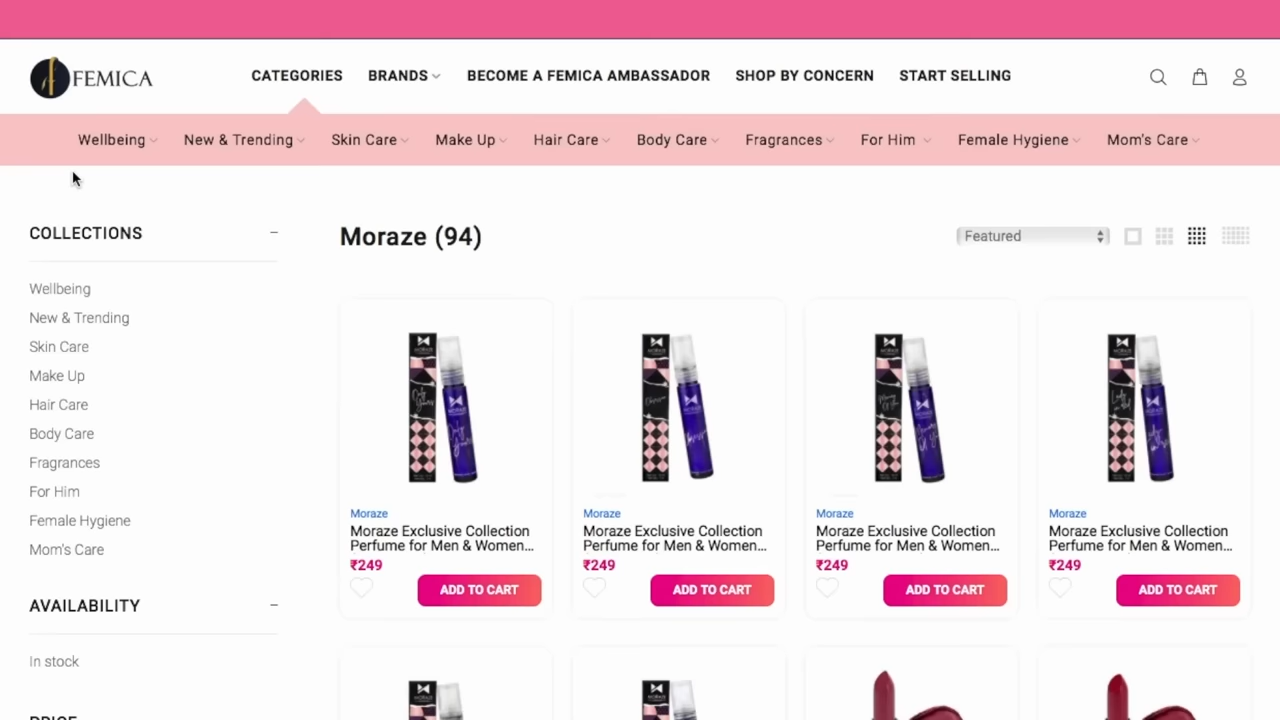 FEMICA
CATEGORIES BRANDS BECOME A FEMICA AMBASSADOR SHOP BY CONCERN START SELLING
Wellbeing New & Trending Skin Care Make Up Hair Care Body Care Fragrances For Him Female Hygiene Mom's Care
COLLECTIONS
Wellbeing
New & Trending
Skin Care
Make Up
Hair Care
Body Care
Fragrances
For Him
Female Hygiene
Mom's Care
AVAILABILITY
In stock
Moraze (94)
Featured
Moraze
Moraze Exclusive Collection
Perfume for Men & Women...
₹249
ADD TO CART
Moraze
Moraze Exclusive Collection
Perfume for Men & Women...
₹249
ADD TO CART
Moraze
Moraze Exclusive Collection
Perfume for Men & Women...
₹249
ADD TO CART
Moraze
Moraze Exclusive Collection
Perfume for Men & Women...
₹249
ADD TO CART